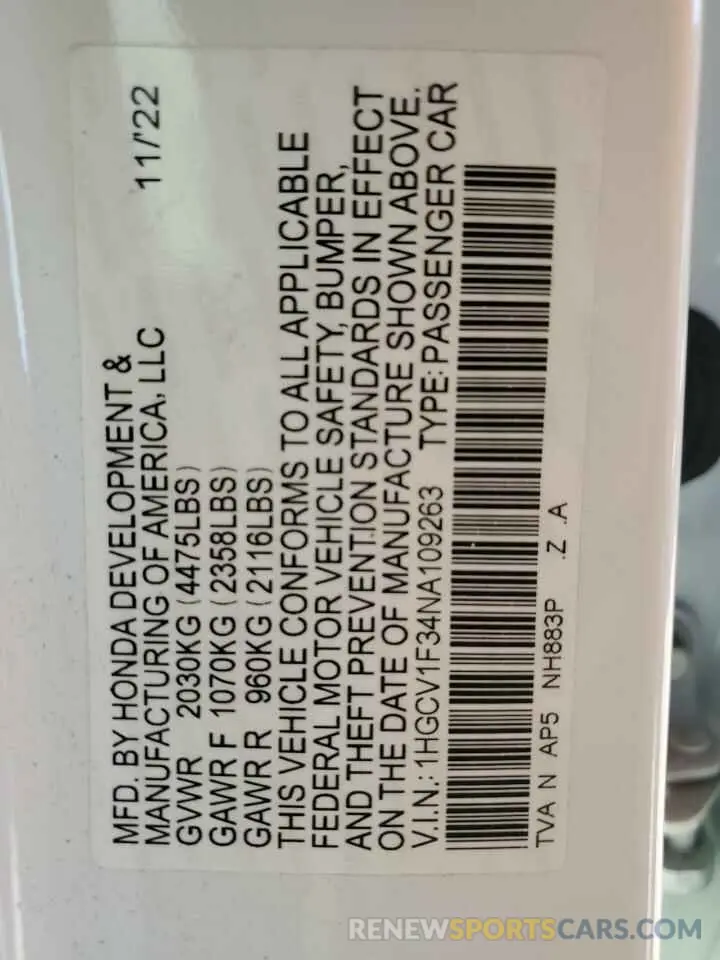 11/'22
MFD. BY HONDA DEVELOPMENT &
MANUFACTURING OF AMERICA, LLC
GVWR 2030KG (4475LBS)
GAWR F 1070KG (2358LBS)
GAWR R 960KG (2116LBS)
THIS VEHICLE CONFORMS TO ALL APPLICABLE
FEDERAL MOTOR VEHICLE SAFETY, BUMPER,
AND THEFT PREVENTION STANDARDS IN EFFECT
ON THE DATE OF MANUFACTURE SHOWN ABOVE.
V.I.N.: 1HGCV1F34NA109263 TYPE: PASSENGER CAR
TVA N AP5 NH883P .Z .A
RENEWSPORTSCARS.COM